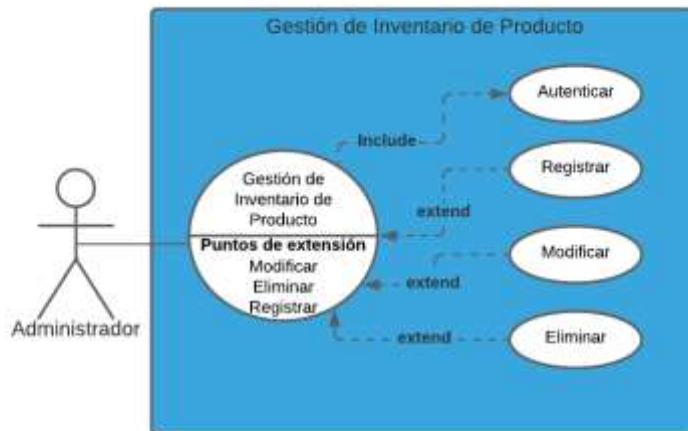 Gestión de Inventario de Producto
Autenticar
Include
Registrar
Gestión de
Inventario de
Producto
extend
Puntos de extensión
Modificar
Eliminar
Registrar
Modificar
extend
Administrador
extend
Eliminar